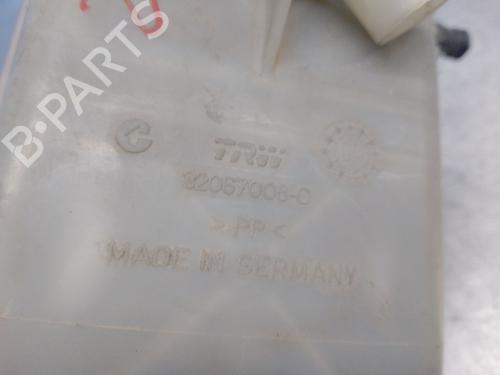 B-PARTS
TRW
32067008-C
>PP<
MADE IN GERMANY